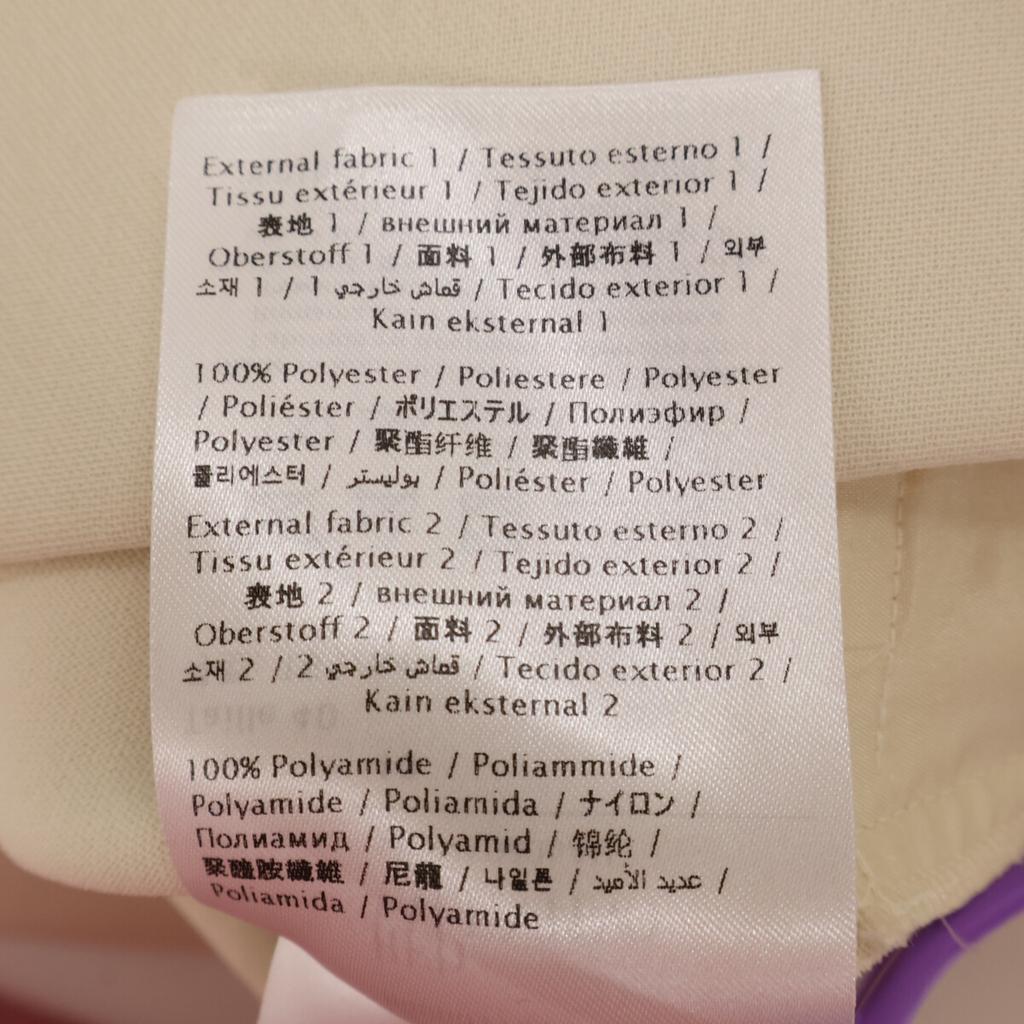 External fabric 1 / Tessuto esterno 1 /
Tissu extérieur 1 / Tejido exterior 1 /
表地 1 / внешний материал 1 /
Oberstoff 1 / 面料 1 / 外部布料 1 / 외부
소재 1 / قماش خارجي 1 / Tecido exterior 1 /
Kain eksternal 1
100% Polyester / Poliestere / Polyester
/ Poliéster / ポリエステル / Полиэфир /
Polyester / 聚酯纤维 / 聚酯纖維 /
폴리에스터 / بوليستر / Poliéster / Polyester
External fabric 2 / Tessuto esterno 2 /
Tissu extérieur 2 / Tejido exterior 2 /
表地 2 / внешний материал 2 /
Oberstoff 2 / 面料 2 / 外部布料 2 / 외부
소재 2 / قماش خارجي 2 / Tecido exterior 2 /
Kain eksternal 2
100% Polyamide / Poliammide /
Polyamide / Poliamida / ナイロン /
Полиамид / Polyamid / 锦纶 /
聚醯胺纖維 / 尼龍 / 나일론 / عديد الأميد /
Poliamida / Polyamide
Taille 40